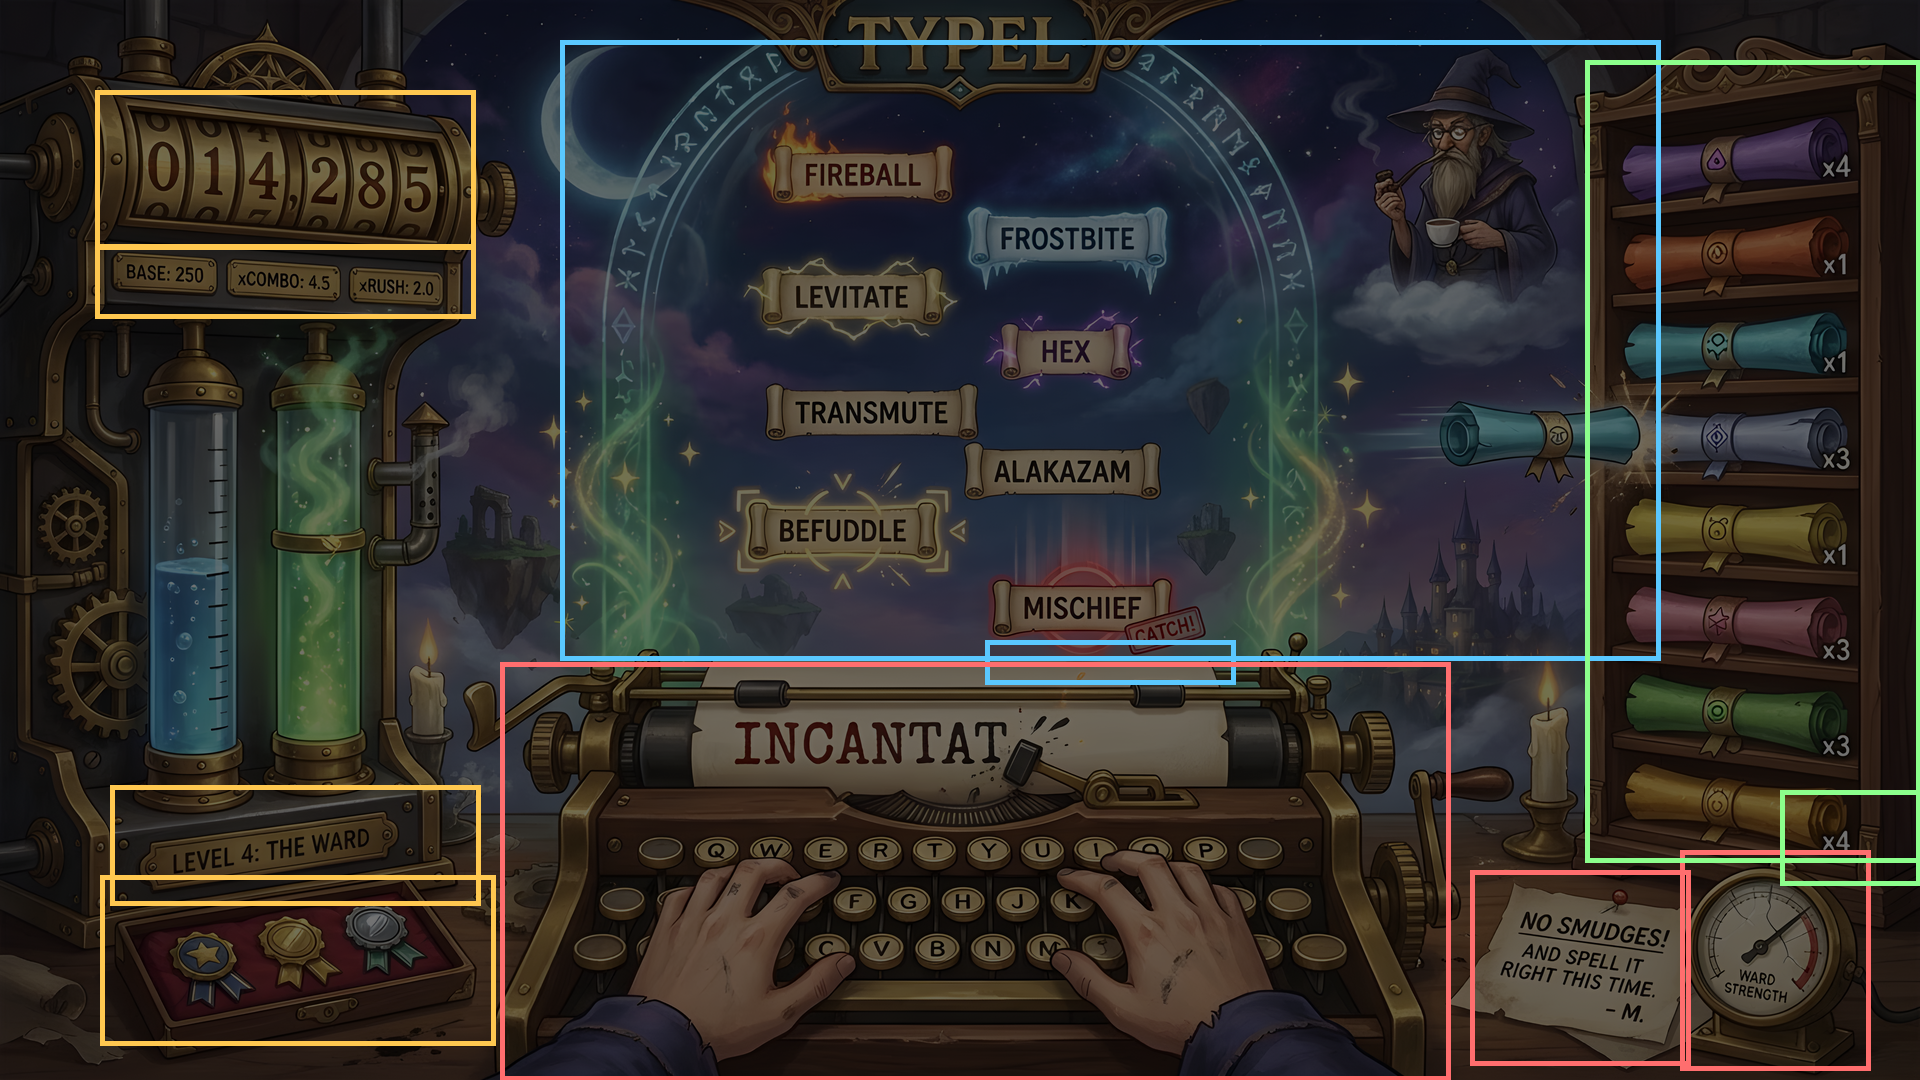 TYPEL
014,285
BASE: 250
xCOMBO: 4.5
xRUSH: 2.0
FIREBALL
FROSTBITE
LEVITATE
HEX
TRANSMUTE
ALAKAZAM
BEFUDDLE
MISCHIEF
CATCH!
x4
x1
x1
x3
x1
x3
x3
x4
INCANTAT
LEVEL 4: THE WARD
Q W E R T Y U I O P
F G H J K
C V B N M
NO SMUDGES!
AND SPELL IT
RIGHT THIS TIME.
– M.
WARD
STRENGTH